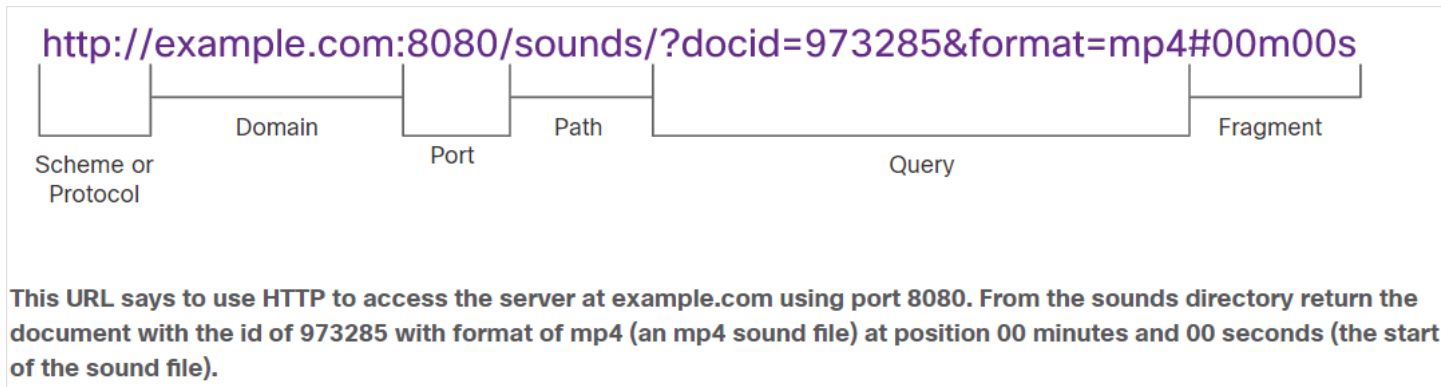 http://example.com:8080/sounds/?docid=973285&format=mp4#00m00s
Domain
Path
Fragment
Port
Scheme or
Protocol
Query
This URL says to use HTTP to access the server at example.com using port 8080. From the sounds directory return the
document with the id of 973285 with format of mp4 (an mp4 sound file) at position 00 minutes and 00 seconds (the start
of the sound file).